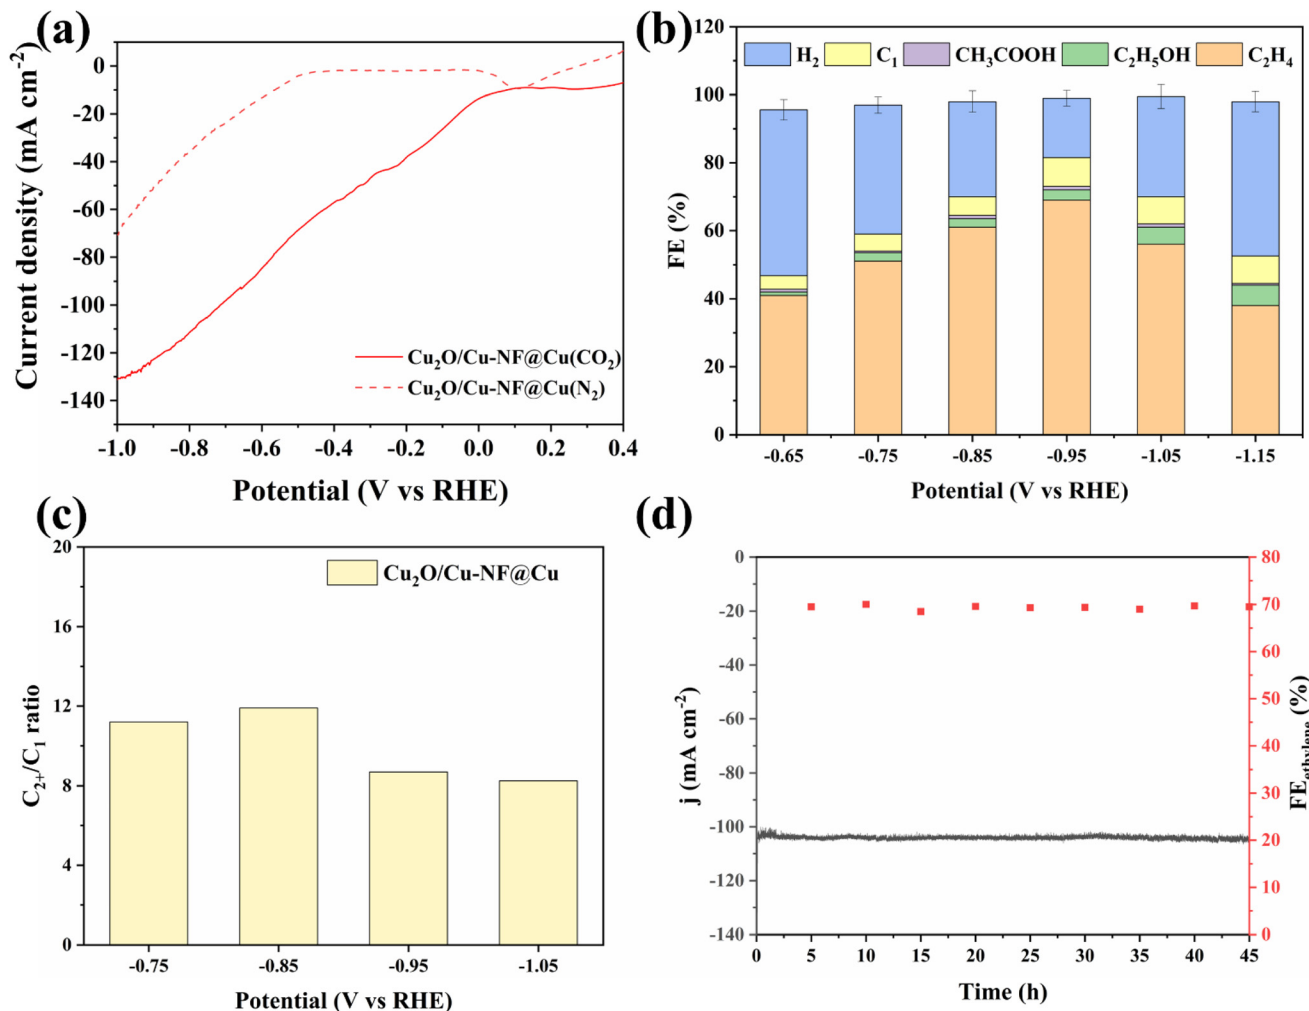 (a)
Current density (mA cm⁻²)
0
-20
-40
-60
-80
-100
-120
-140
Cu₂O/Cu-NF@Cu(CO₂)
Cu₂O/Cu-NF@Cu(N₂)
-1.0 -0.8 -0.6 -0.4 -0.2 0.0 0.2 0.4
Potential (V vs RHE)
(b)
FE (%)
120
100
80
60
40
20
0
H₂ C₁ CH₃COOH C₂H₅OH C₂H₄
-0.65 -0.75 -0.85 -0.95 -1.05 -1.15
Potential (V vs RHE)
(c)
C₂₊/C₁ ratio
20
16
12
8
4
0
Cu₂O/Cu-NF@Cu
-0.75 -0.85 -0.95 -1.05
Potential (V vs RHE)
(d)
j (mA cm⁻²)
0
-20
-40
-60
-80
-100
-120
-140
80
70
60
50
40
30
20
10
0
FEethylene (%)
0 5 10 15 20 25 30 35 40 45
Time (h)